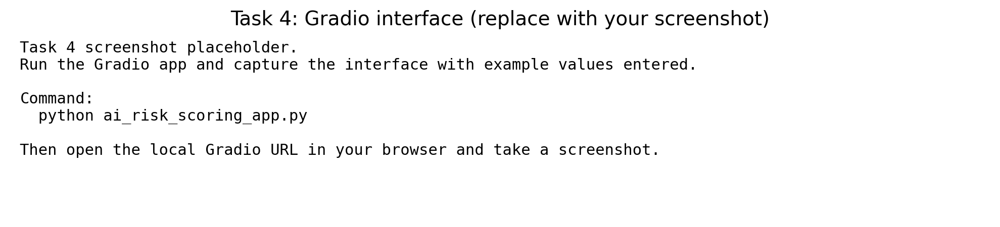 Task 4: Gradio interface (replace with your screenshot)
Task 4 screenshot placeholder.
Run the Gradio app and capture the interface with example values entered.
Command:
  python ai_risk_scoring_app.py
Then open the local Gradio URL in your browser and take a screenshot.